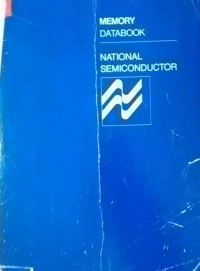 MEMORY
DATABOOK
NATIONAL
SEMICONDUCTOR